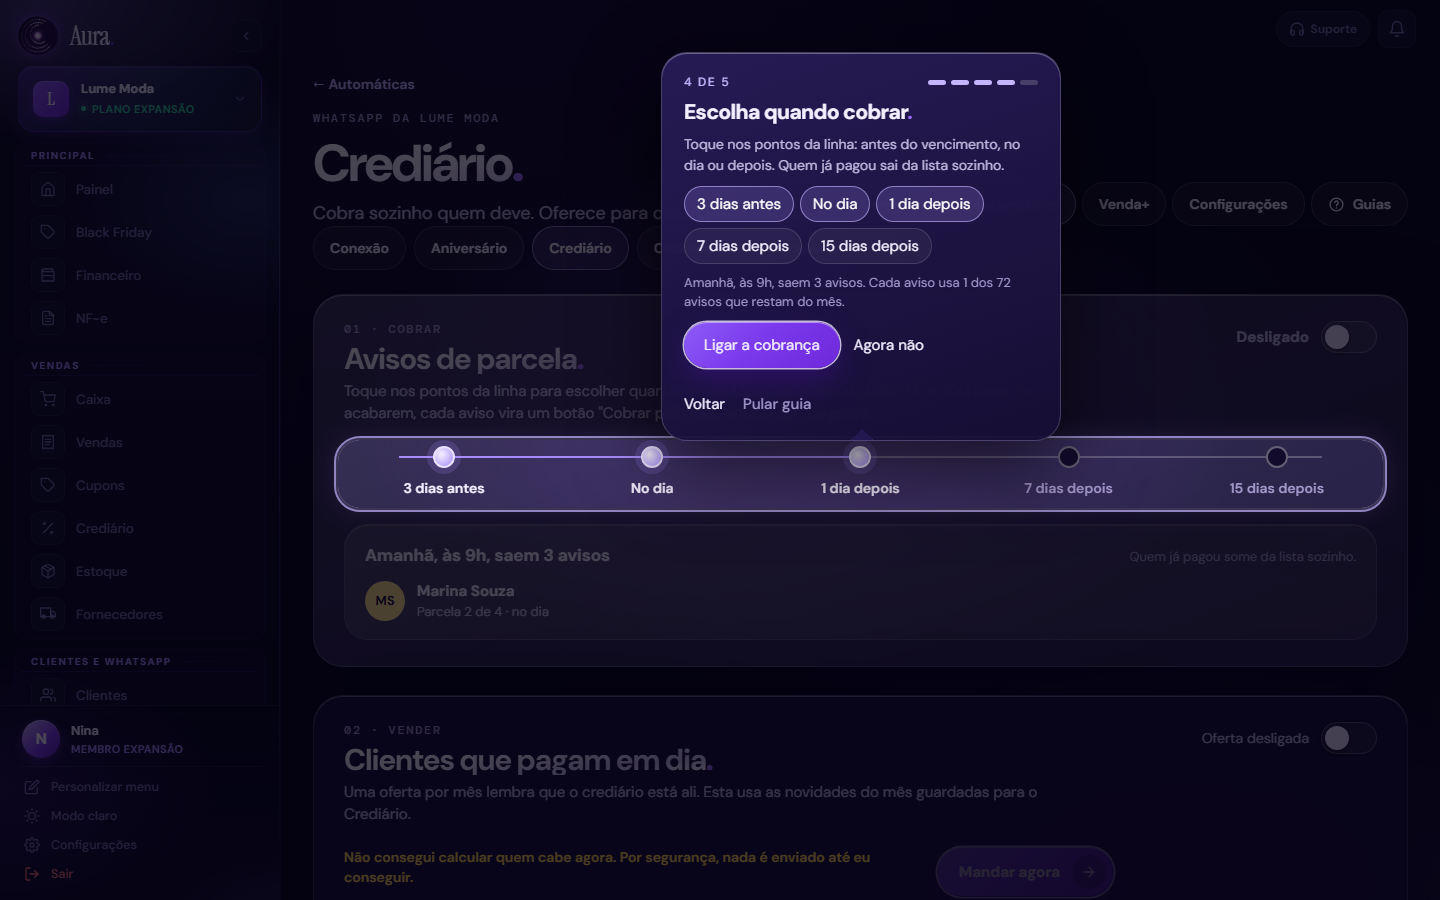 Aura.
Suporte
L
Lume Moda
PLANO EXPANSÃO
PRINCIPAL
Painel
Black Friday
Financeiro
NF-e
VENDAS
Caixa
Vendas
Cupons
Crediário
Estoque
Fornecedores
CLIENTES E WHATSAPP
Clientes
N
Nina
MEMBRO EXPANSÃO
Personalizar menu
Modo claro
Configurações
Sair
← Automáticas
WHATSAPP DA LUME MODA
Crediário.
Cobra sozinho quem deve. Oferece para
Venda+
Configurações
Guias
Conexão
Aniversário
Crediário
4 DE 5
Escolha quando cobrar.
Toque nos pontos da linha: antes do vencimento, no
dia ou depois. Quem já pagou sai da lista sozinho.
3 dias antes
No dia
1 dia depois
7 dias depois
15 dias depois
Amanhã, às 9h, saem 3 avisos. Cada aviso usa 1 dos 72
avisos que restam do mês.
Ligar a cobrança
Agora não
Voltar
Pular guia
01 · COBRAR
Avisos de parcela.
Desligado
Toque nos pontos da linha para escolher
acabarem, cada aviso vira um botão "Cobrar
3 dias antes
No dia
1 dia depois
7 dias depois
15 dias depois
Amanhã, às 9h, saem 3 avisos
Quem já pagou some da lista sozinho.
MS
Marina Souza
Parcela 2 de 4 · no dia
02 · VENDER
Clientes que pagam em dia.
Oferta desligada
Uma oferta por mês lembra que o crediário está ali. Esta usa as novidades do mês guardadas para o
Crediário.
Não consegui calcular quem cabe agora. Por segurança, nada é enviado até eu
conseguir.
Mandar agora →